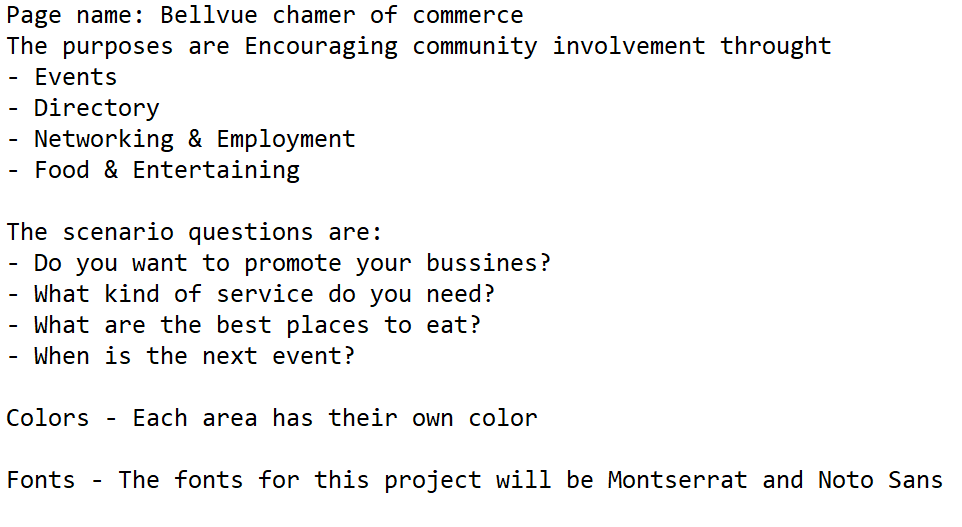 Page name: Bellvue chamer of commerce
The purposes are Encouraging community involvement throught
- Events
- Directory
- Networking & Employment
- Food & Entertaining
The scenario questions are:
- Do you want to promote your bussines?
- What kind of service do you need?
- What are the best places to eat?
- When is the next event?
Colors - Each area has their own color
Fonts - The fonts for this project will be Montserrat and Noto Sans